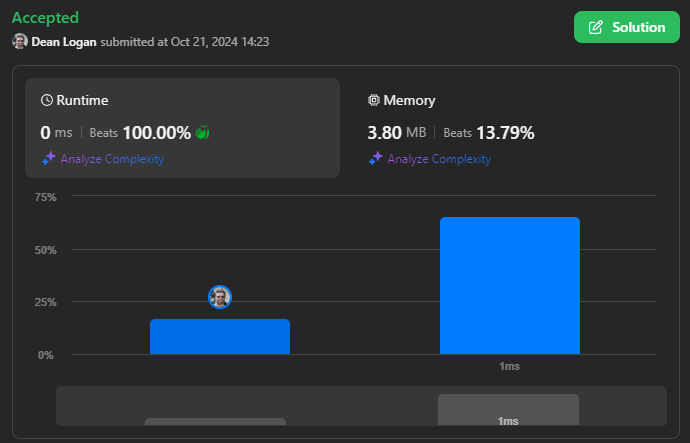 Accepted
Dean Logan submitted at Oct 21, 2024 14:23
Solution
Runtime
0 ms | Beats 100.00%
Analyze Complexity
Memory
3.80 MB | Beats 13.79%
Analyze Complexity
75%
50%
25%
0%
1ms
1ms